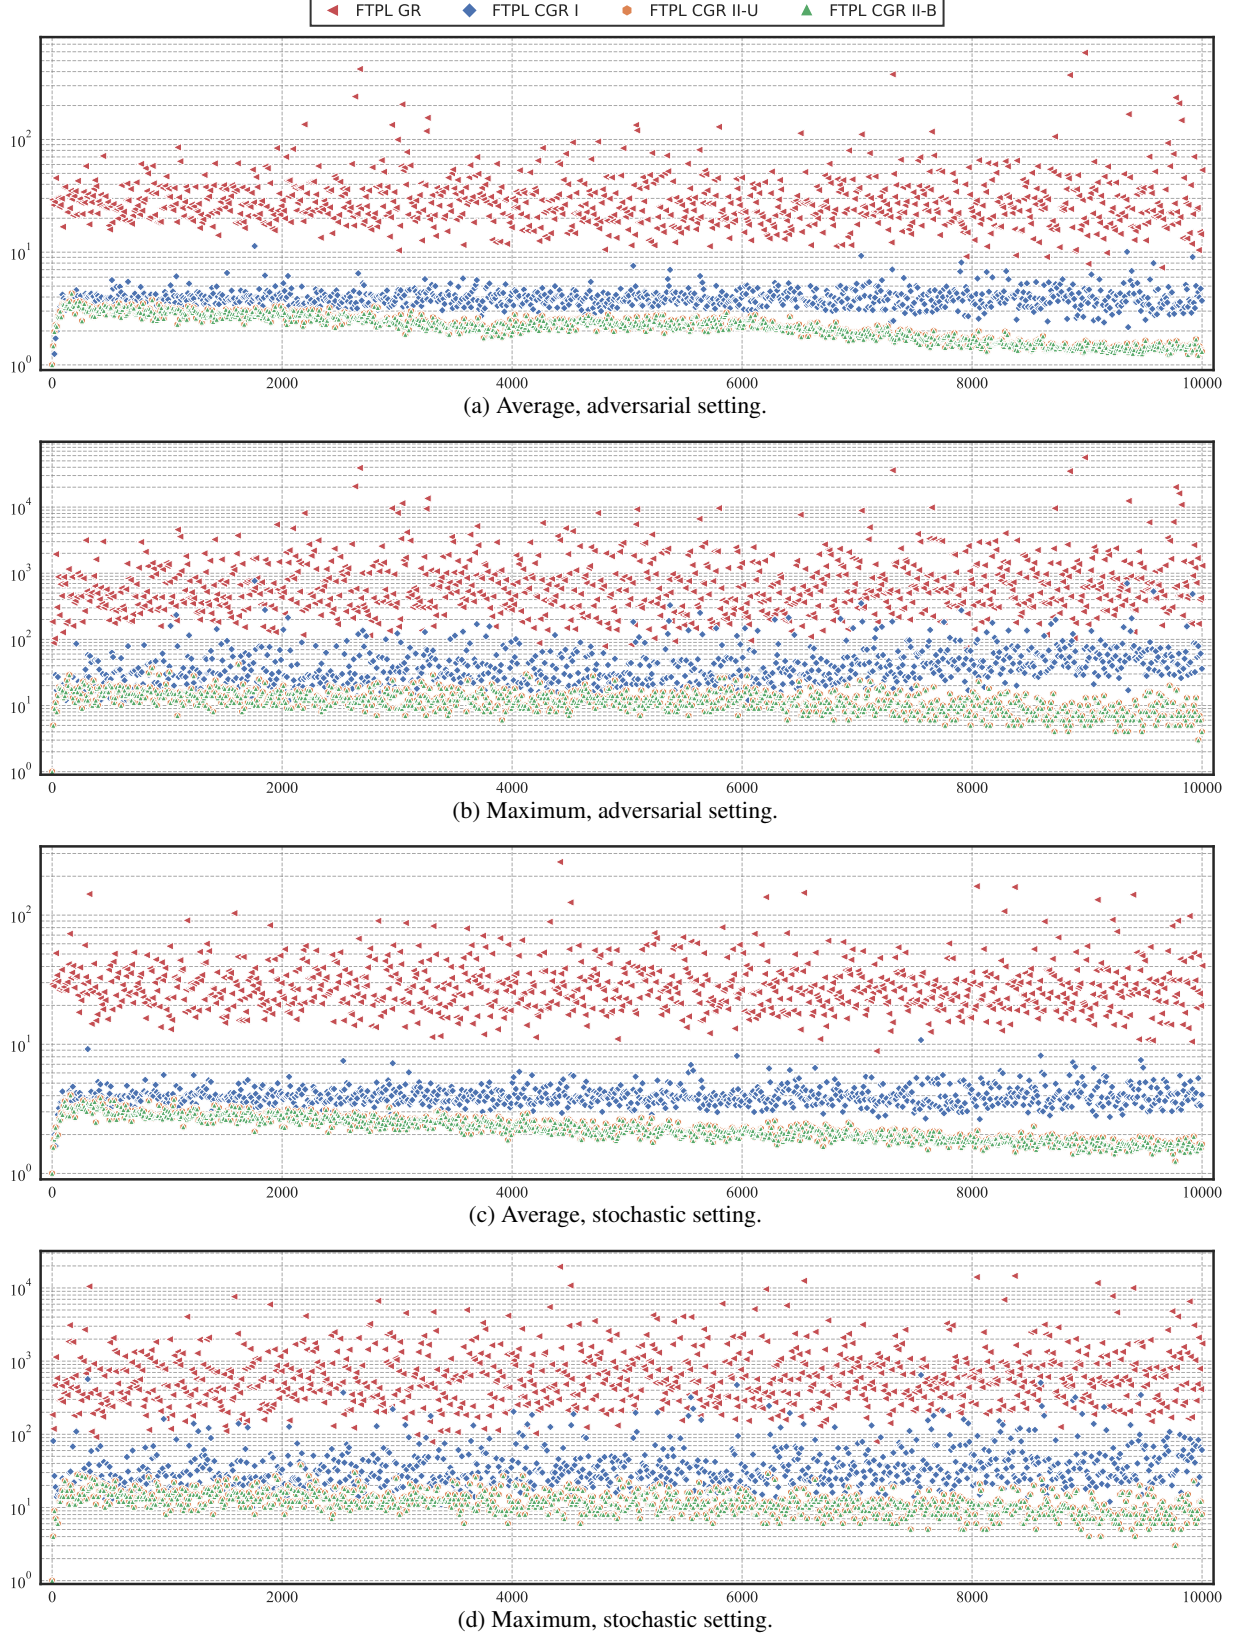 FTPL GR FTPL CGR I FTPL CGR II-U FTPL CGR II-B
10^2
10^1
10^0
0 2000 4000 6000 8000 10000
(a) Average, adversarial setting.
10^4
10^3
10^2
10^1
10^0
0 2000 4000 6000 8000 10000
(b) Maximum, adversarial setting.
10^2
10^1
10^0
0 2000 4000 6000 8000 10000
(c) Average, stochastic setting.
10^4
10^3
10^2
10^1
10^0
0 2000 4000 6000 8000 10000
(d) Maximum, stochastic setting.